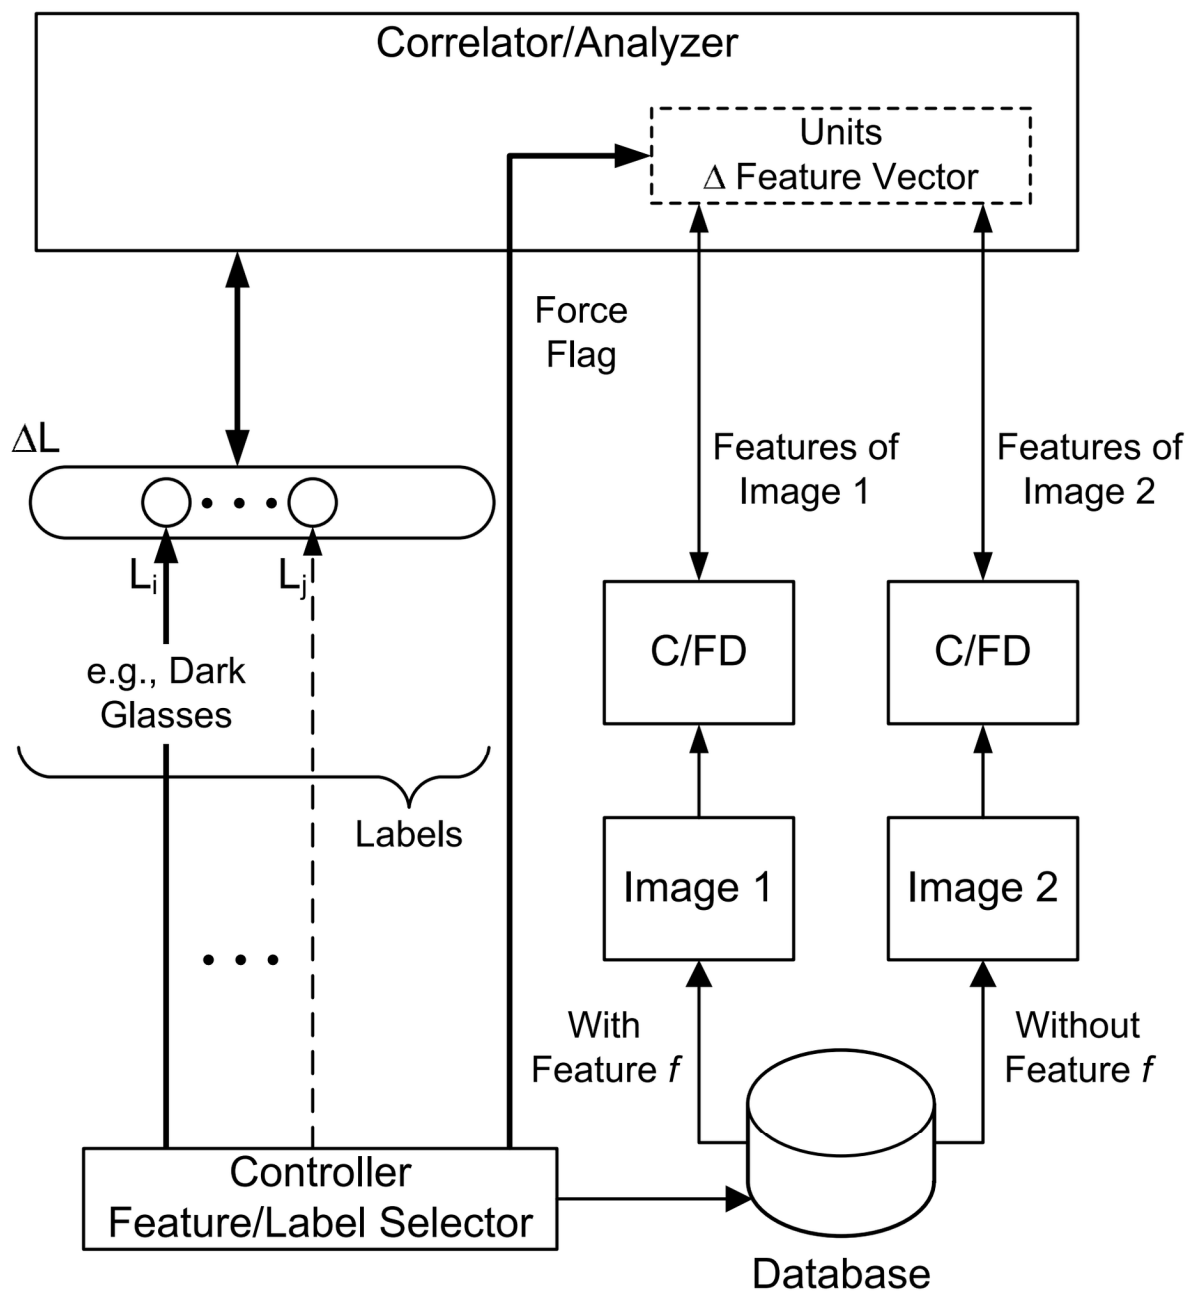 Correlator/Analyzer
Units
Δ Feature Vector
Force
Flag
ΔL
Features of
Image 1
Features of
Image 2
Li
Lj
e.g., Dark
Glasses
C/FD
C/FD
Labels
Image 1
Image 2
With
Feature f
Without
Feature f
Controller
Feature/Label Selector
Database